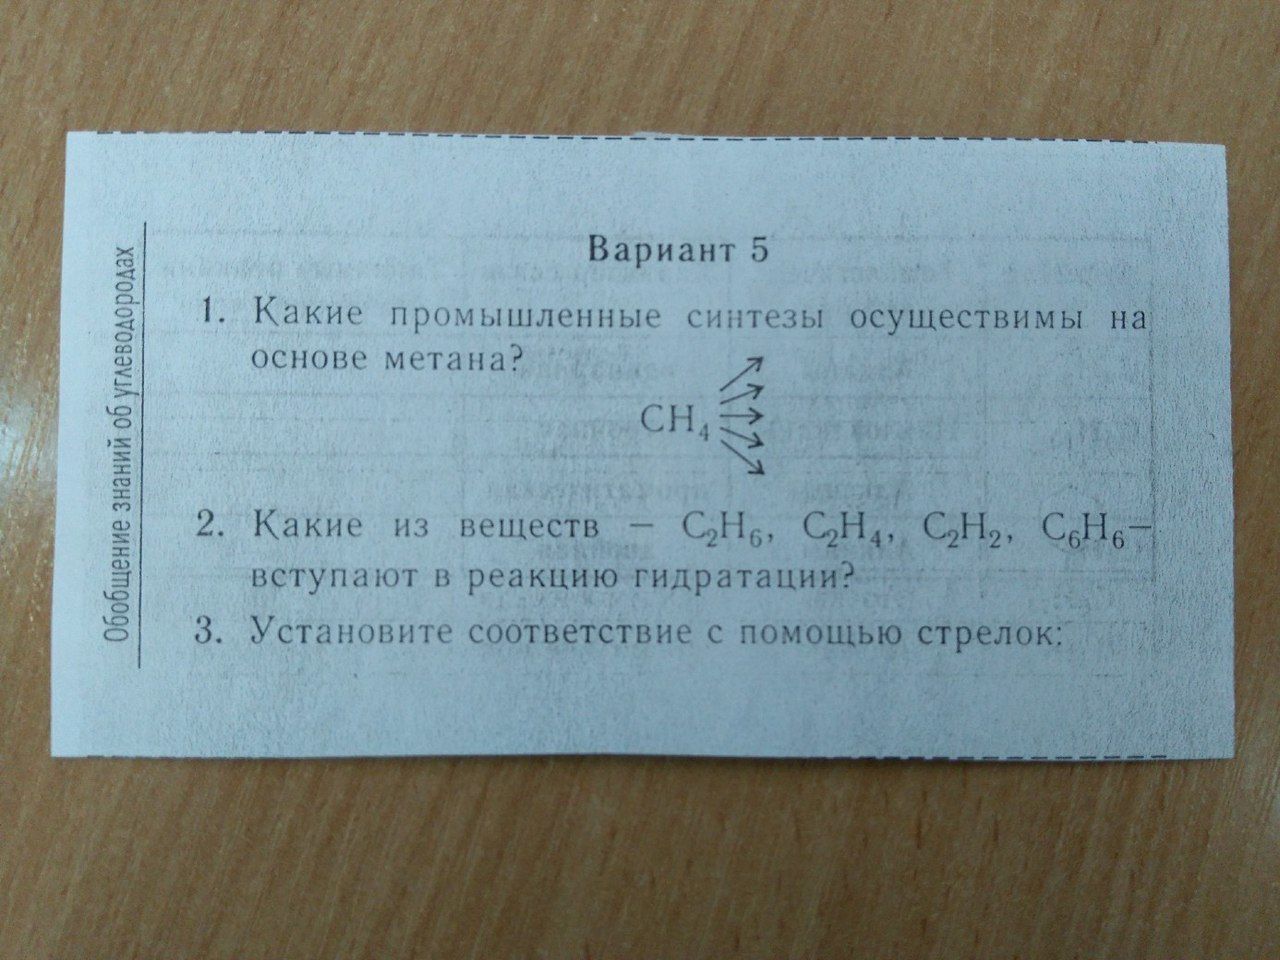 Вариант 5
1. Какие промышленные синтезы осуществимы на
основе метана?
CH₄
2. Какие из веществ — C₂H₆, C₂H₄, C₂H₂, C₆H₆ —
вступают в реакцию гидратации?
3. Установите соответствие с помощью стрелок:
Обобщение знаний об углеводородах